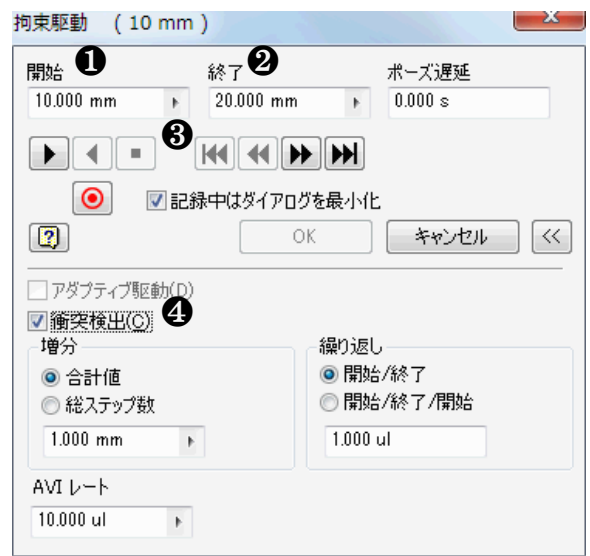 拘束駆動 （10 mm）
開始 ❶ 終了 ❷ ポーズ遅延
10.000 mm 20.000 mm 0.000 s
❸
記録中はダイアログを最小化
OK キャンセル <<
アダプティブ駆動(D)
衝突検出(C) ❹
増分 繰り返し
合計値 開始/終了
総ステップ数 開始/終了/開始
1.000 mm 1.000 ul
AVI レート
10.000 ul